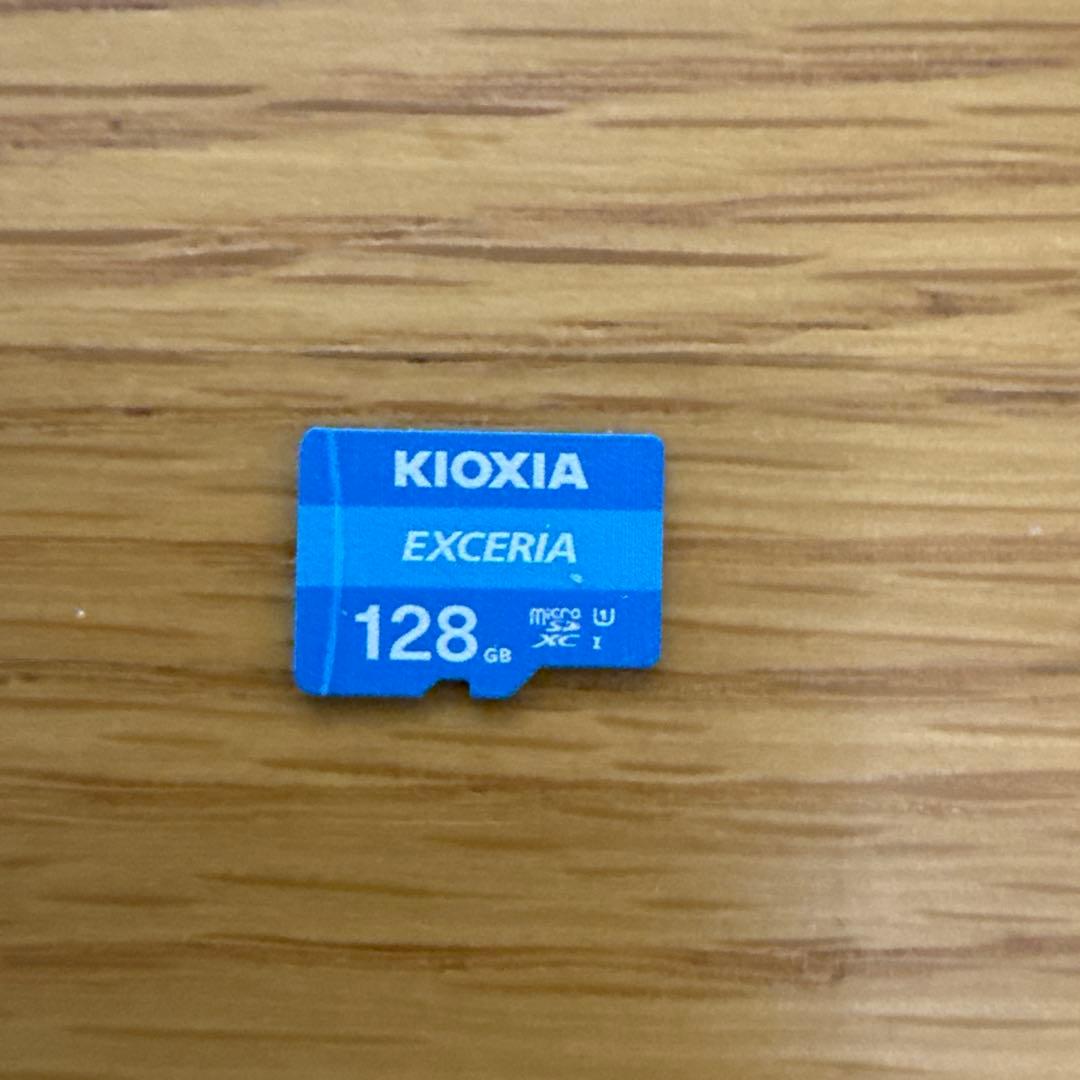 KIOXIA
EXCERIA
128 GB
micro SD XC U1 I